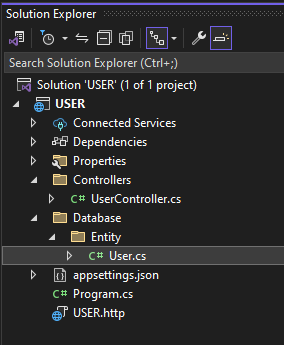 Solution Explorer
Search Solution Explorer (Ctrl+;)
Solution 'USER' (1 of 1 project)
USER
Connected Services
Dependencies
Properties
Controllers
C# UserController.cs
Database
Entity
C# User.cs
appsettings.json
C# Program.cs
USER.http